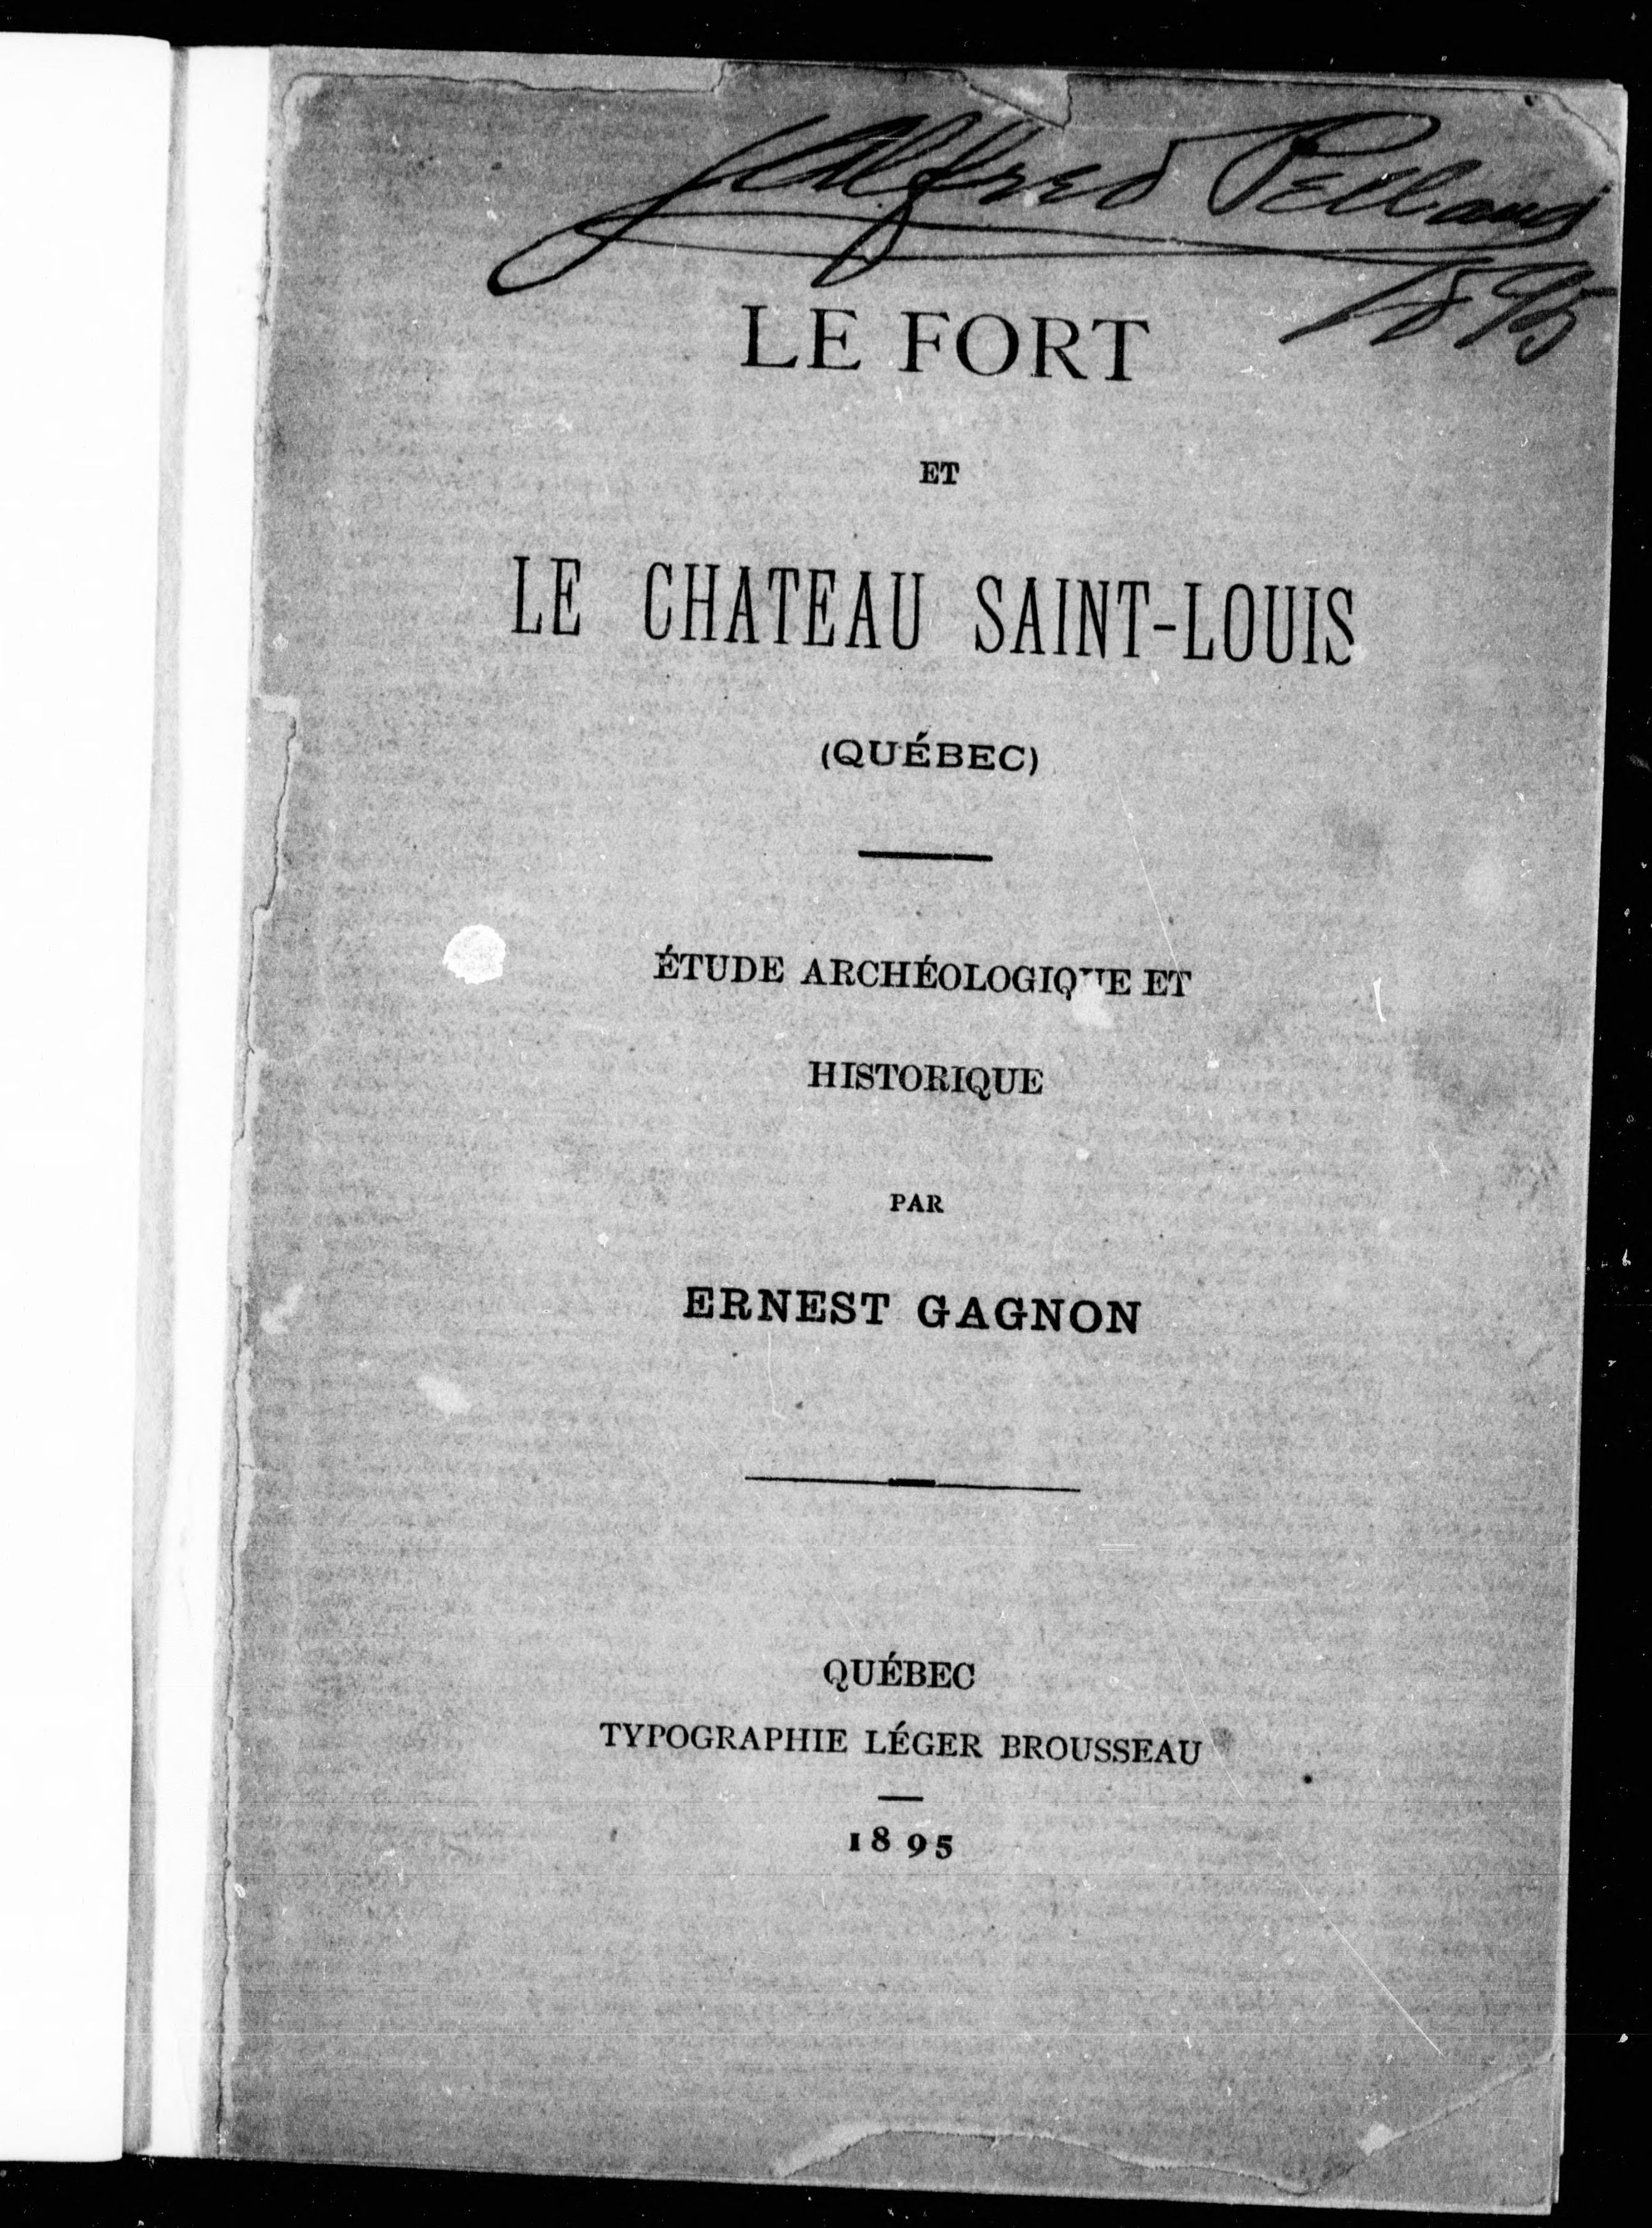 Alfred Pelland
1895
LE FORT
ET
LE CHATEAU SAINT-LOUIS
(QUÉBEC)
ÉTUDE ARCHÉOLOGIQUE ET
HISTORIQUE
PAR
ERNEST GAGNON
QUÉBEC
TYPOGRAPHIE LÉGER BROUSSEAU
1895